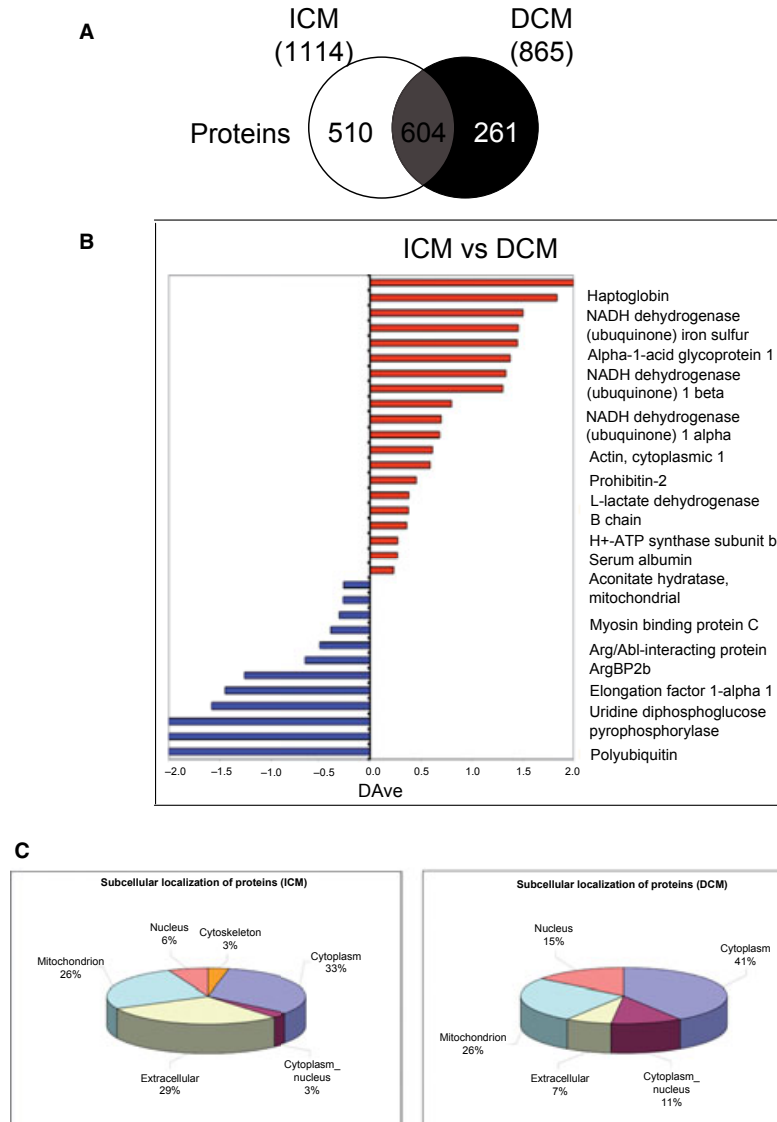 A
ICM
(1114)
DCM
(865)
Proteins
510
604
261
B
ICM vs DCM
Haptoglobin
NADH dehydrogenase
(ubuquinone) iron sulfur
Alpha-1-acid glycoprotein 1
NADH dehydrogenase
(ubuquinone) 1 beta
NADH dehydrogenase
(ubuquinone) 1 alpha
Actin, cytoplasmic 1
Prohibitin-2
L-lactate dehydrogenase
B chain
H+-ATP synthase subunit b
Serum albumin
Aconitate hydratase,
mitochondrial
Myosin binding protein C
Arg/Abl-interacting protein
ArgBP2b
Elongation factor 1-alpha 1
Uridine diphosphoglucose
pyrophosphorylase
Polyubiquitin
–2.0 –1.5 –1.0 –0.5 0.0 0.5 1.0 1.5 2.0
DAve
C
Subcellular localization of proteins (ICM)
Nucleus
6%
Cytoskeleton
3%
Cytoplasm
33%
Mitochondrion
26%
Extracellular
29%
Cytoplasm_
nucleus
3%
Subcellular localization of proteins (DCM)
Nucleus
15%
Cytoplasm
41%
Mitochondrion
26%
Extracellular
7%
Cytoplasm_
nucleus
11%